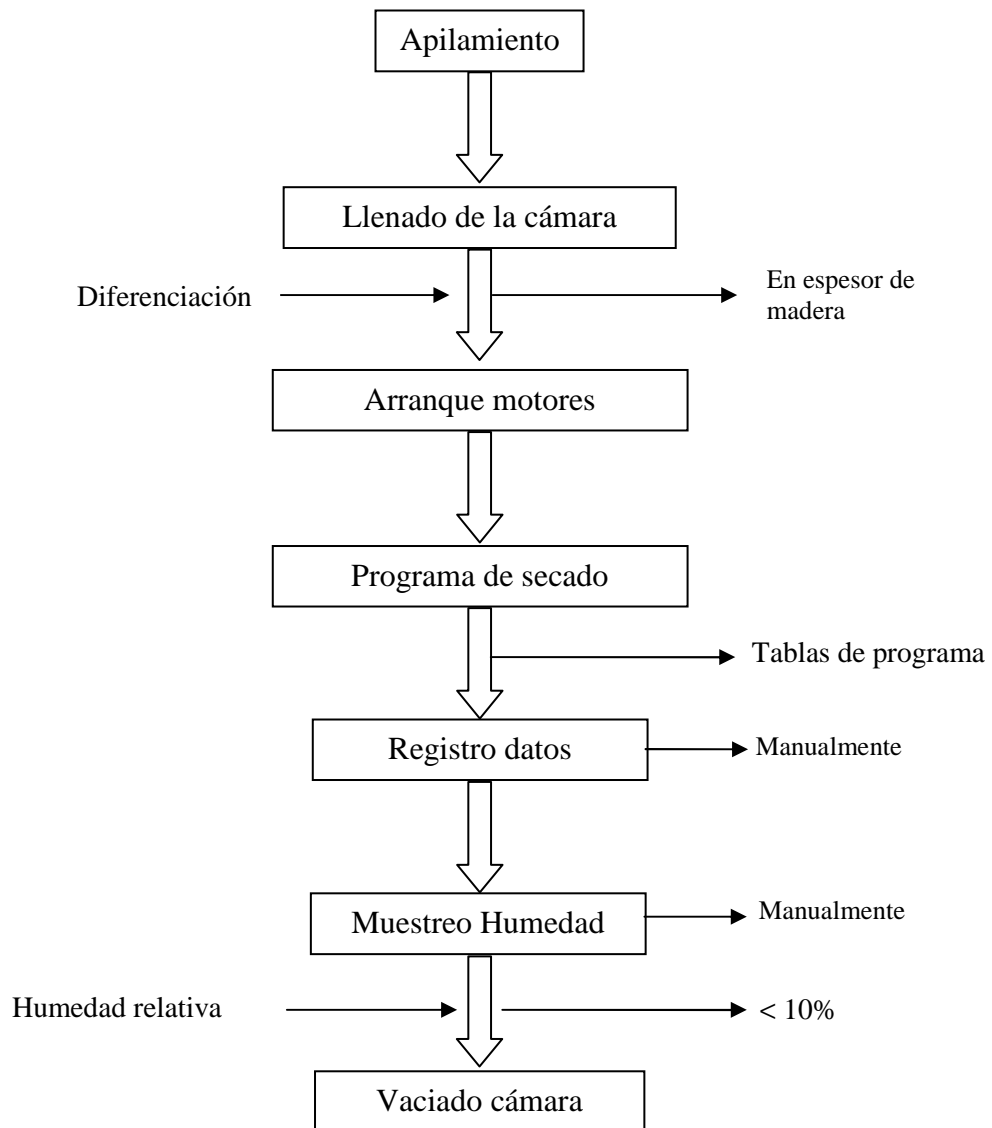 Apilamiento
Llenado de la cámara
Diferenciación
En espesor de
madera
Arranque motores
Programa de secado
Tablas de programa
Registro datos
Manualmente
Muestreo Humedad
Manualmente
Humedad relativa
< 10%
Vaciado cámara